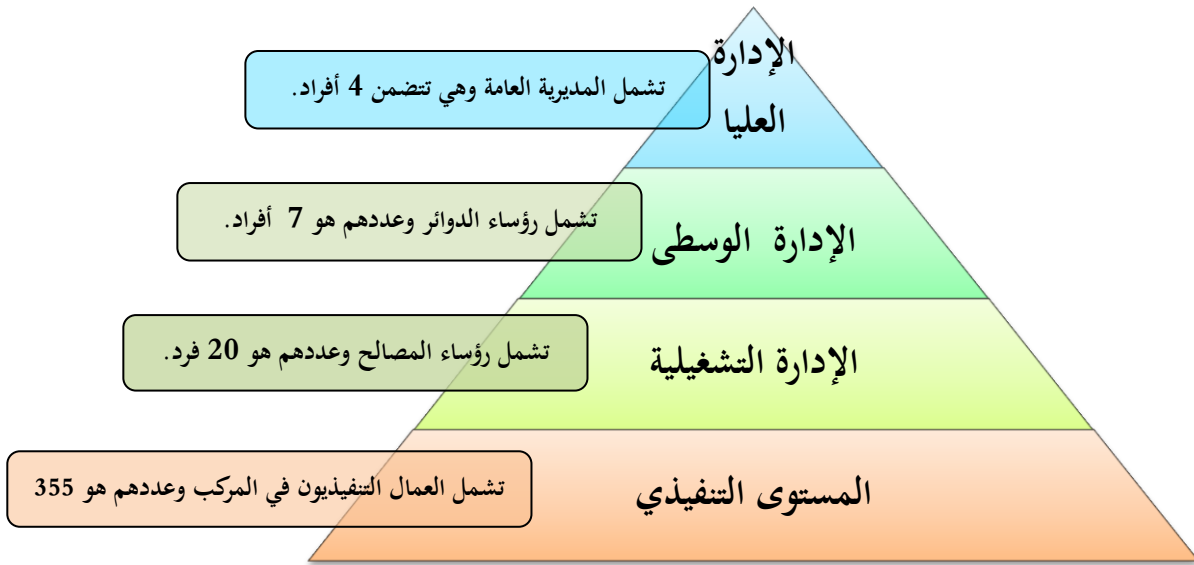 الإدارة
العليا
تشمل المديرية العامة وهي تتضمن 4 أفراد.
الإدارة الوسطى
تشمل رؤساء الدوائر وعددهم هو 7 أفراد.
الإدارة التشغيلية
تشمل رؤساء المصالح وعددهم هو 20 فرد.
المستوى التنفيذي
تشمل العمال التنفيذيون في المركب وعددهم هو 355